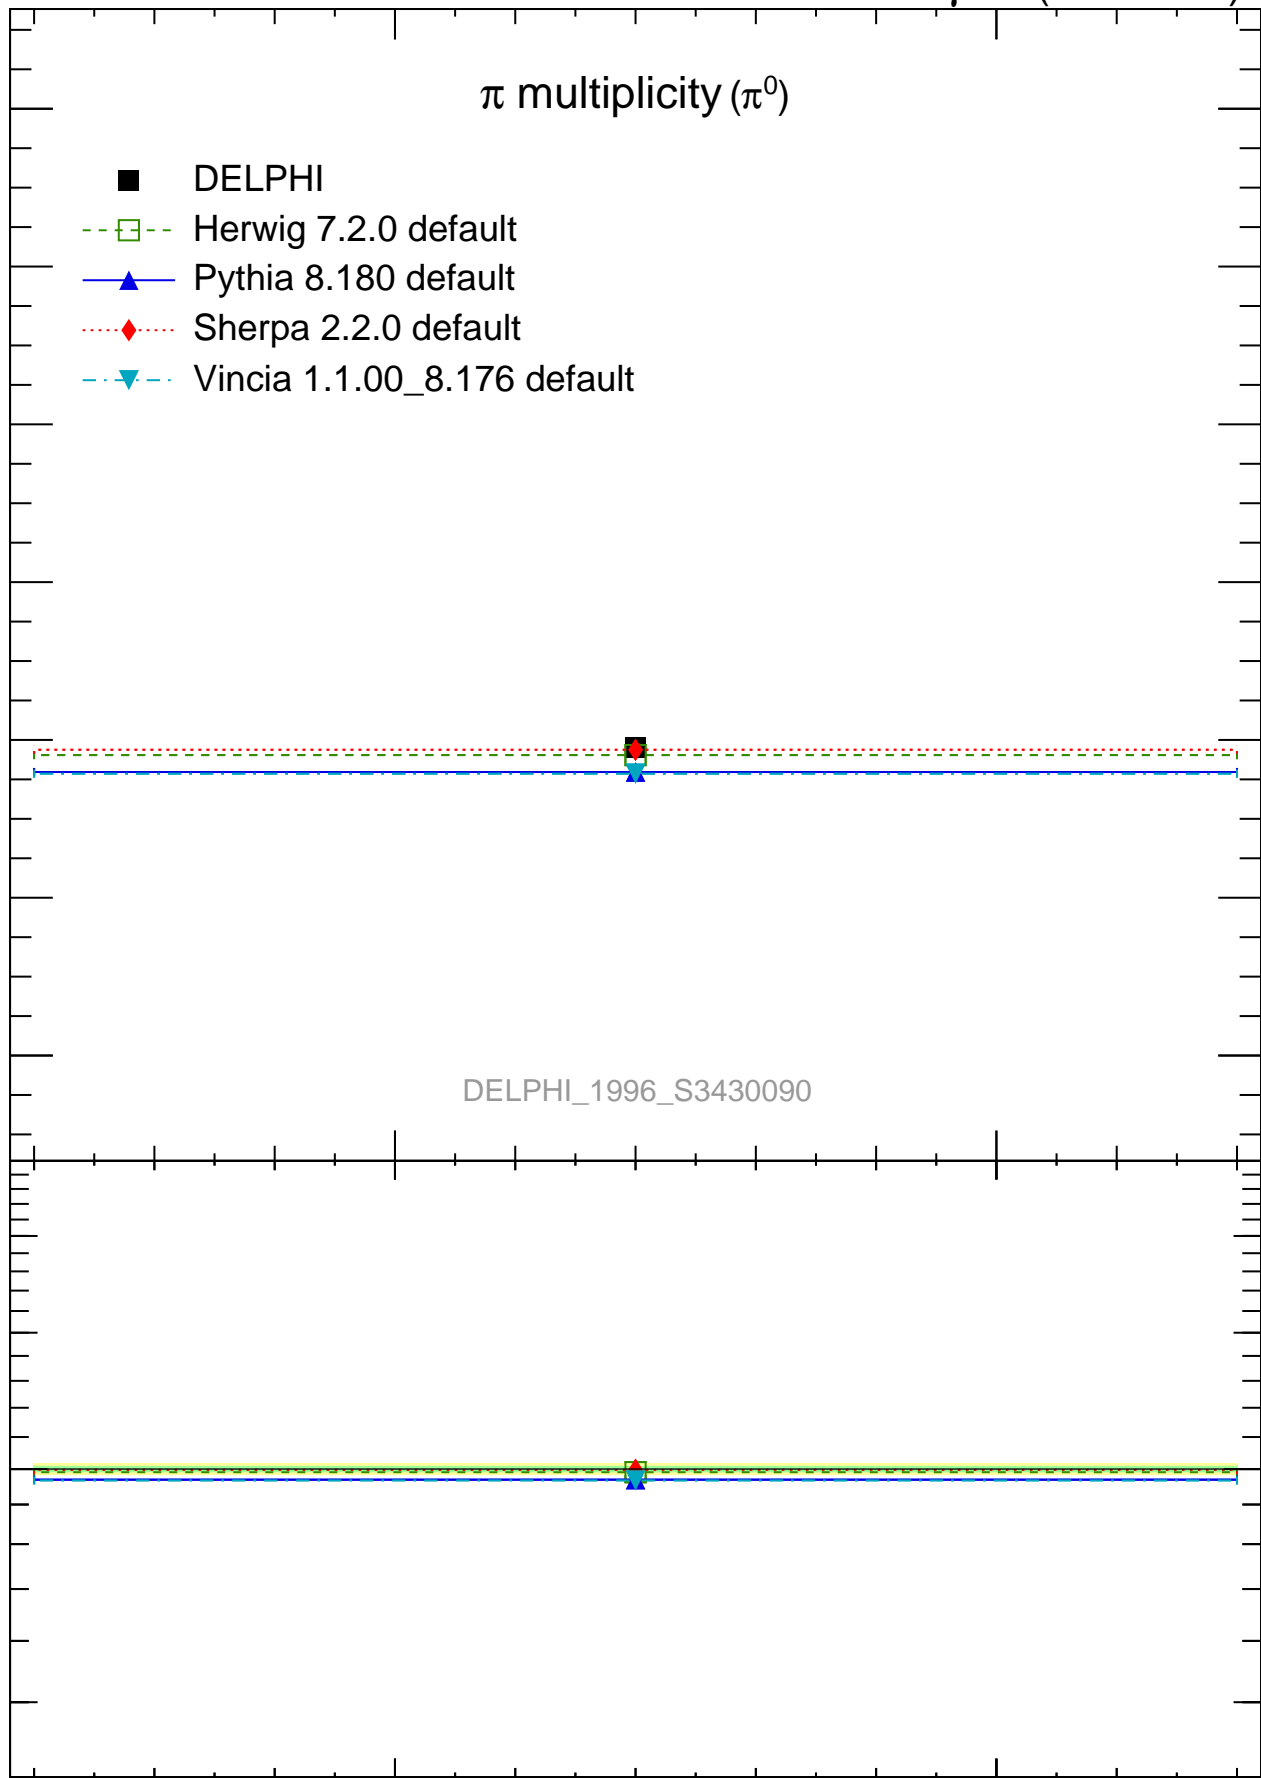 π multiplicity (π⁰)
DELPHI
Herwig 7.2.0 default
Pythia 8.180 default
Sherpa 2.2.0 default
Vincia 1.1.00_8.176 default
DELPHI_1996_S3430090